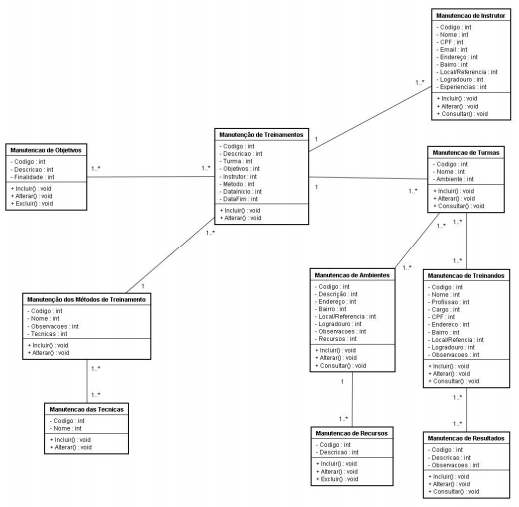 Manutencao de Instrutor
- Codigo : int
- Nome : int
- CPF : int
- Email : int
- Endereço : int
- Bairro : int
- Local/Referencia : int
- Logradouro : int
- Experiencias : int
+ Incluir() : void
+ Alterar() : void
+ Consultar() : void
1..*
1
Manutenção de Treinamentos
- Codigo : int
- Descricao : int
- Turma : int
- Objetivos : int
- Instrutor : int
- Metodo : int
- DataInicio : int
- DataFim : int
+ Incluir() : void
+ Alterar() : void
Manutencao de Objetivos
- Codigo : int
- Descricao : int
- Finalidade : int
+ Incluir() : void
+ Alterar() : void
+ Excluir() : void
1..*
1..*
Manutencao de Turmas
- Codigo : int
- Nome : int
- Ambiente : int
+ Incluir() : void
+ Alterar() : void
+ Consultar() : void
1
1..*
1..*
1
1..*
1..*
1..*
1..*
Manutenção dos Métodos de Treinamento
- Codigo : int
- Nome : int
- Observacoes : int
- Tecnicas : int
+ Incluir() : void
+ Alterar() : void
Manutencao de Ambientes
- Codigo : int
- Descrição : int
- Endereço : int
- Bairro : int
- Local/Referencia : int
- Logradouro : int
- Observacoes : int
- Recursos : int
+ Incluir() : void
+ Alterar() : void
+ Consultar() : void
Manutencao de Treinandos
- Codigo : int
- Nome : int
- Profissao : int
- Cargo : int
- CPF : int
- Endereco : int
- Bairro : int
- Local/Refencia : int
- Logradouro : int
- Observacoes : int
+ Incluir() : void
+ Alterar() : void
+ Consultar() : void
1..*
1..*
Manutencao das Tecnicas
- Codigo : int
- Nome : int
+ Incluir() : void
+ Alterar() : void
1
1..*
Manutencao de Recursos
- Codigo : int
- Descricao : int
+ Incluir() : void
+ Alterar() : void
+ Excluir() : void
1..*
1..*
Manutencao de Resultados
- Codigo : int
- Descricao : int
- Observacoes : int
+ Incluir() : void
+ Alterar() : void
+ Consultar() : void